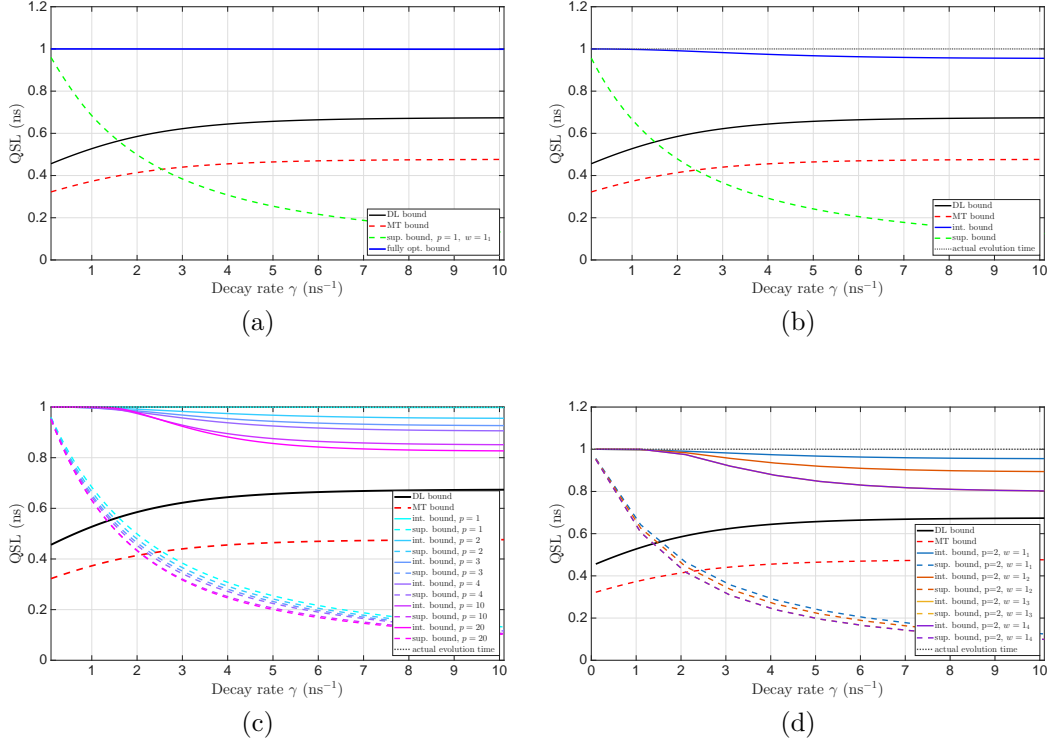 1.2
1
0.8
0.6
0.4
0.2
0
QSL (ns)
DL bound
MT bound
sup. bound, p = 1, w = 1₁
fully opt. bound
1 2 3 4 5 6 7 8 9 10
Decay rate γ (ns⁻¹)
(a)
1.2
1
0.8
0.6
0.4
0.2
0
QSL (ns)
DL bound
MT bound
int. bound
sup. bound
actual evolution time
1 2 3 4 5 6 7 8 9 10
Decay rate γ (ns⁻¹)
(b)
1
0.8
0.6
0.4
0.2
0
QSL (ns)
DL bound
MT bound
int. bound, p = 1
sup. bound, p = 1
int. bound, p = 2
sup. bound, p = 2
int. bound, p = 3
sup. bound, p = 3
int. bound, p = 4
sup. bound, p = 4
int. bound, p = 10
sup. bound, p = 10
int. bound, p = 20
sup. bound, p = 20
actual evolution time
1 2 3 4 5 6 7 8 9 10
Decay rate γ (ns⁻¹)
(c)
1.2
1
0.8
0.6
0.4
0.2
0
QSL (ns)
DL bound
MT bound
int. bound, p=2, w = 1₁
sup. bound, p=2, w = 1₁
int. bound, p=2, w = 1₂
sup. bound, p=2, w = 1₂
int. bound, p=2, w = 1₃
sup. bound, p=2, w = 1₃
int. bound, p=2, w = 1₄
sup. bound, p=2, w = 1₄
actual evolution time
0 1 2 3 4 5 6 7 8 9 10
Decay rate γ (ns⁻¹)
(d)